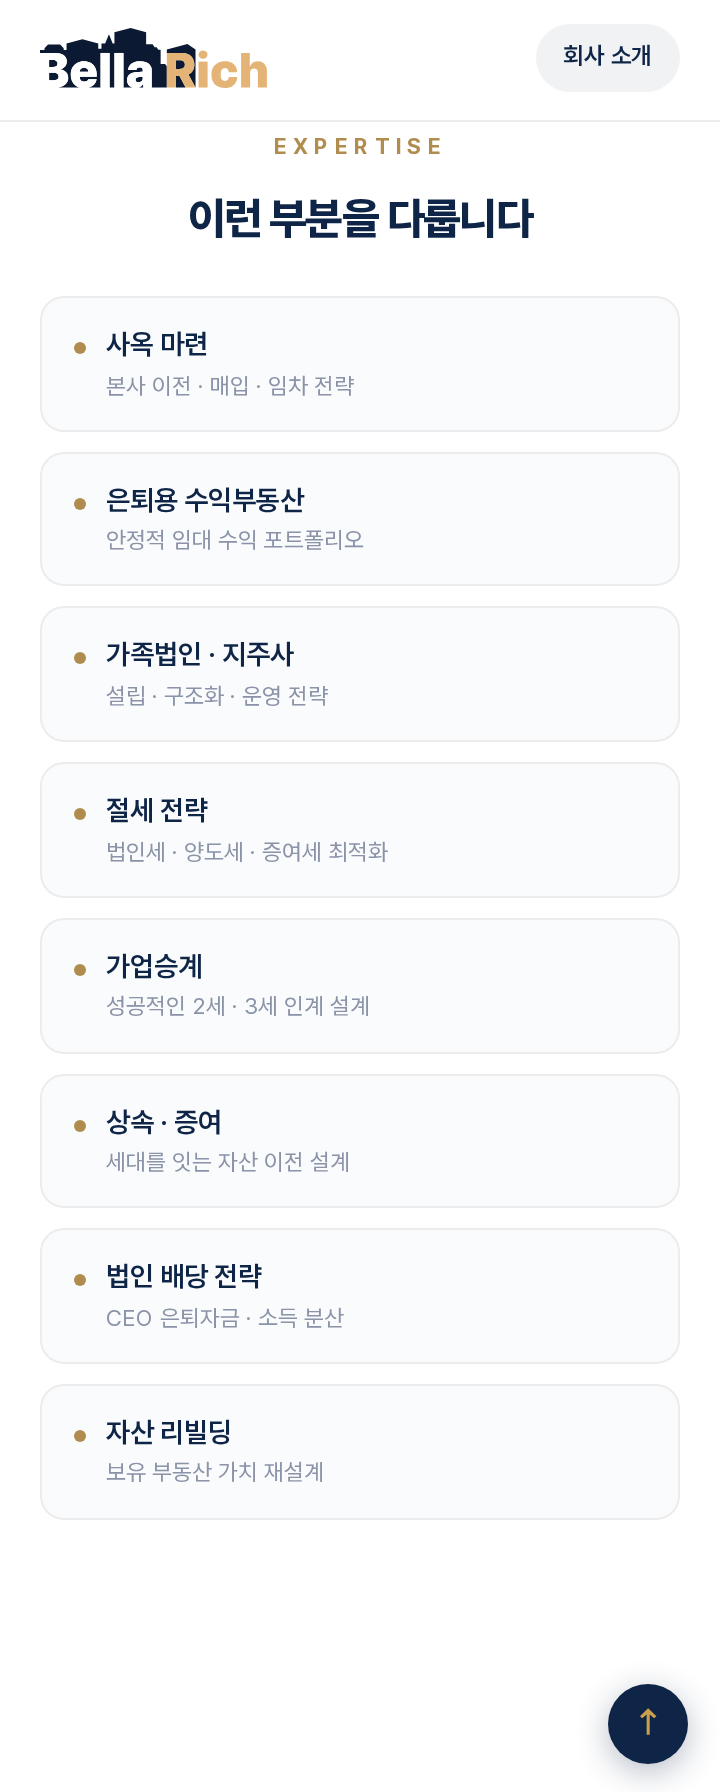 Bella Rich
회사 소개
EXPERTISE
이런 부분을 다룹니다
사옥 마련
본사 이전 · 매입 · 임차 전략
은퇴용 수익부동산
안정적 임대 수익 포트폴리오
가족법인 · 지주사
설립 · 구조화 · 운영 전략
절세 전략
법인세 · 양도세 · 증여세 최적화
가업승계
성공적인 2세 · 3세 인계 설계
상속 · 증여
세대를 잇는 자산 이전 설계
법인 배당 전략
CEO 은퇴자금 · 소득 분산
자산 리빌딩
보유 부동산 가치 재설계
↑